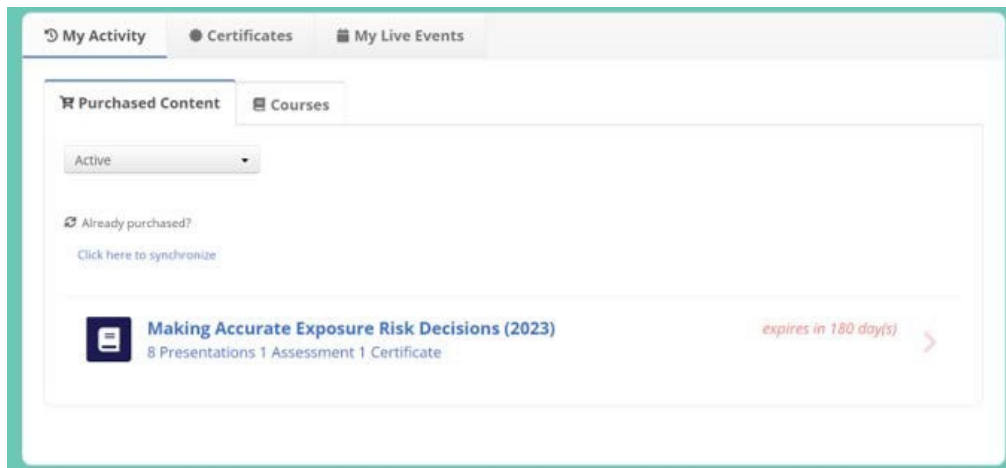 My Activity Certificates My Live Events
Purchased Content Courses
Active
Already purchased?
Click here to synchronize
Making Accurate Exposure Risk Decisions (2023) expires in 180 day(s)
8 Presentations 1 Assessment 1 Certificate